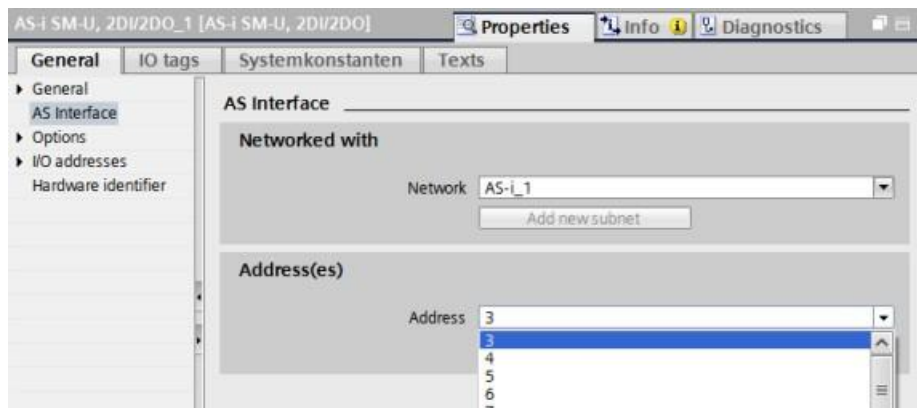 AS-i SM-U, 2DI/2DO_1 [AS-i SM-U, 2DI/2DO]
Properties
Info
Diagnostics
General
IO tags
Systemkonstanten
Texts
General
AS Interface
Options
I/O addresses
Hardware identifier
AS Interface
Networked with
Network AS-i_1
Add new subnet
Address(es)
Address 3
3
4
5
6